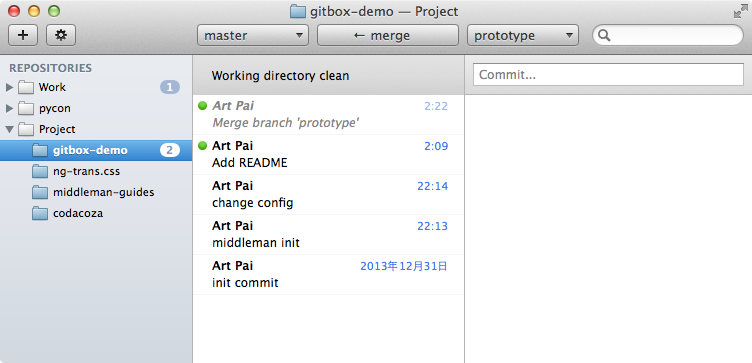 gitbox-demo — Project
master
← merge
prototype
REPOSITORIES
Work 1
pycon
Project
gitbox-demo 2
ng-trans.css
middleman-guides
codacoza
Working directory clean
Art Pai 2:22
Merge branch 'prototype'
Art Pai 2:09
Add README
Art Pai 22:14
change config
Art Pai 22:13
middleman init
Art Pai 2013年12月31日
init commit
Commit...